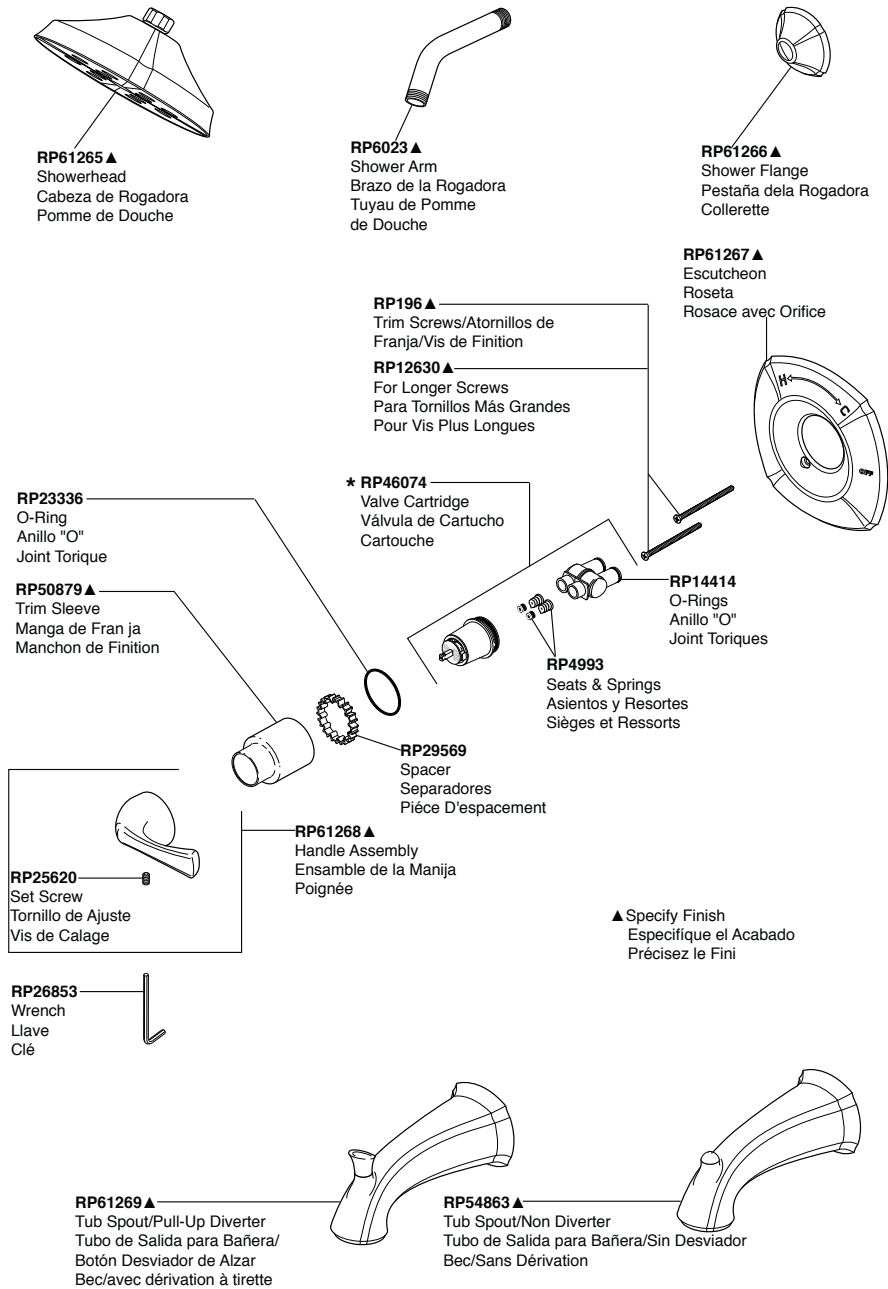 RP61265▲
Showerhead
Cabeza de Rogadora
Pomme de Douche
RP6023▲
Shower Arm
Brazo de la Rogadora
Tuyau de Pomme
de Douche
RP61266▲
Shower Flange
Pestaña dela Rogadora
Collerette
RP61267▲
Escutcheon
Roseta
Rosace avec Orifice
H
C
OFF
RP196▲
Trim Screws/Atornillos de
Franja/Vis de Finition
RP12630▲
For Longer Screws
Para Tornillos Más Grandes
Pour Vis Plus Longues
* RP46074
Valve Cartridge
Válvula de Cartucho
Cartouche
RP23336
O-Ring
Anillo "O"
Joint Torique
RP50879▲
Trim Sleeve
Manga de Fran ja
Manchon de Finition
RP14414
O-Rings
Anillo "O"
Joint Toriques
RP4993
Seats & Springs
Asientos y Resortes
Sièges et Ressorts
RP29569
Spacer
Separadores
Piéce D'espacement
RP61268▲
Handle Assembly
Ensamble de la Manija
Poignée
RP25620
Set Screw
Tornillo de Ajuste
Vis de Calage
▲Specify Finish
Especifíque el Acabado
Précisez le Fini
RP26853
Wrench
Llave
Clé
RP61269▲
Tub Spout/Pull-Up Diverter
Tubo de Salida para Bañera/
Botón Desviador de Alzar
Bec/avec dérivation à tirette
RP54863▲
Tub Spout/Non Diverter
Tubo de Salida para Bañera/Sin Desviador
Bec/Sans Dérivation